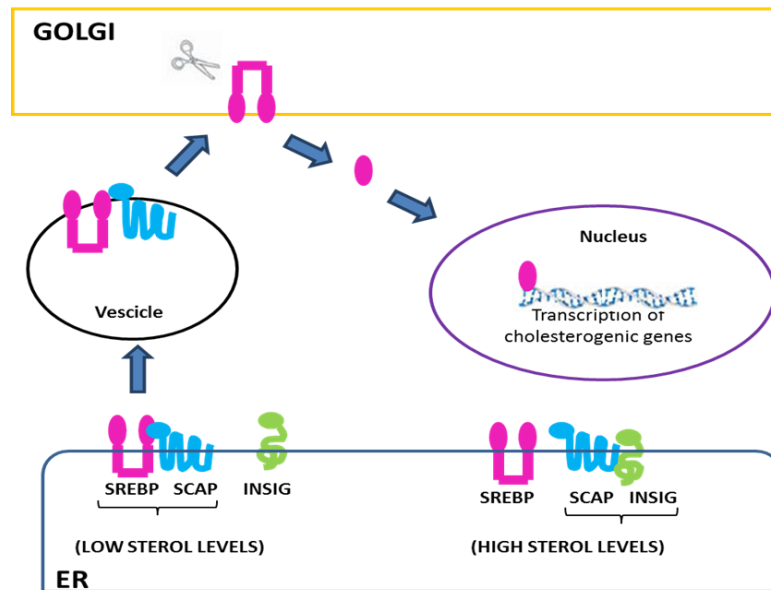 GOLGI
Vescicle
Nucleus
Transcription of
cholesterogenic genes
SREBP SCAP INSIG
(LOW STEROL LEVELS)
SREBP SCAP INSIG
(HIGH STEROL LEVELS)
ER